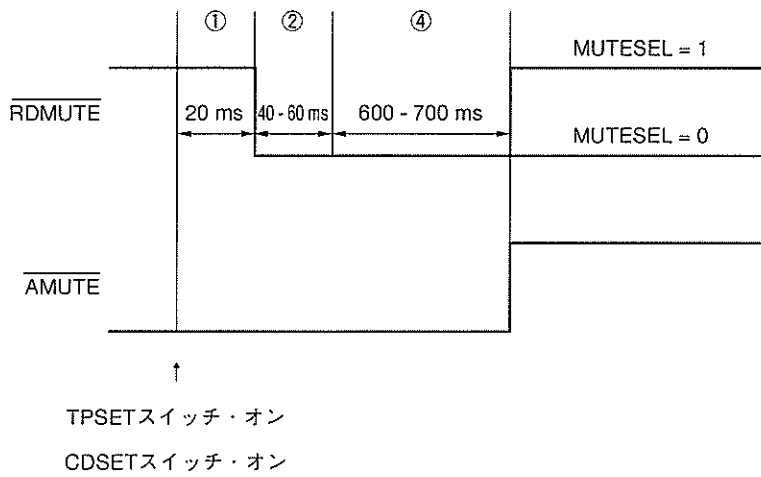 ① ② ④
MUTESEL = 1
RDMUTE 20 ms 40 - 60 ms 600 - 700 ms
MUTESEL = 0
AMUTE
TPSETスイッチ・オン
CDSETスイッチ・オン